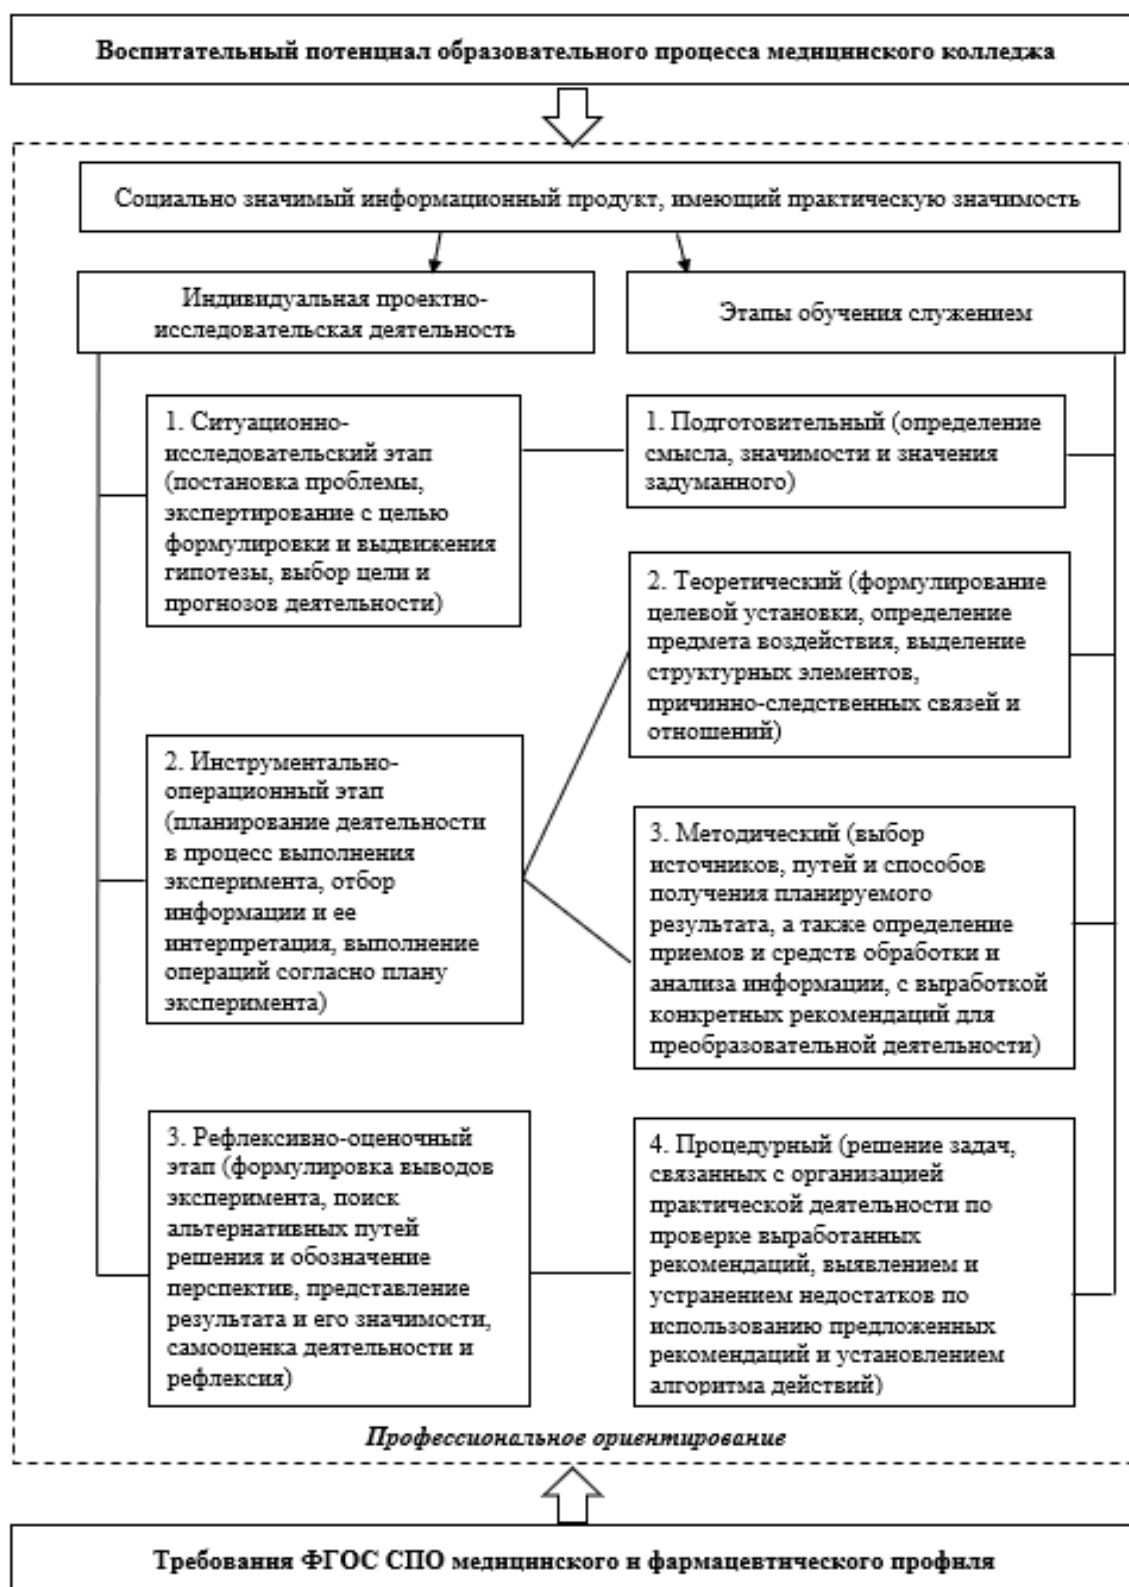 Воспитательный потенциал образовательного процесса медицинского колледжа
Социально значимый информационный продукт, имеющий практическую значимость
Индивидуальная проектно-
исследовательская деятельность
Этапы обучения служением
1. Ситуационно-
исследовательский этап
(постановка проблемы,
экспертирование с целью
формулировки и выдвижения
гипотезы, выбор цели и
прогнозов деятельности)
1. Подготовительный (определение
смысла, значимости и значения
задуманного)
2. Теоретический (формулирование
целевой установки, определение
предмета воздействия, выделение
структурных элементов,
причинно-следственных связей и
отношений)
2. Инструментально-
операционный этап
(планирование деятельности
в процесс выполнения
эксперимента, отбор
информации и ее
интерпретация, выполнение
операций согласно плану
эксперимента)
3. Методический (выбор
источников, путей и способов
получения планируемого
результата, а также определение
приемов и средств обработки и
анализа информации, с выработкой
конкретных рекомендаций для
преобразовательной деятельности)
3. Рефлексивно-оценочный
этап (формулировка выводов
эксперимента, поиск
альтернативных путей
решения и обозначение
перспектив, представление
результата и его значимости,
самооценка деятельности и
рефлексия)
4. Процедурный (решение задач,
связанных с организацией
практической деятельности по
проверке выработанных
рекомендаций, выявлением и
устранением недостатков по
использованию предложенных
рекомендаций и установлением
алгоритма действий)
Профессиональное ориентирование
Требования ФГОС СПО медицинского и фармацевтического профиля